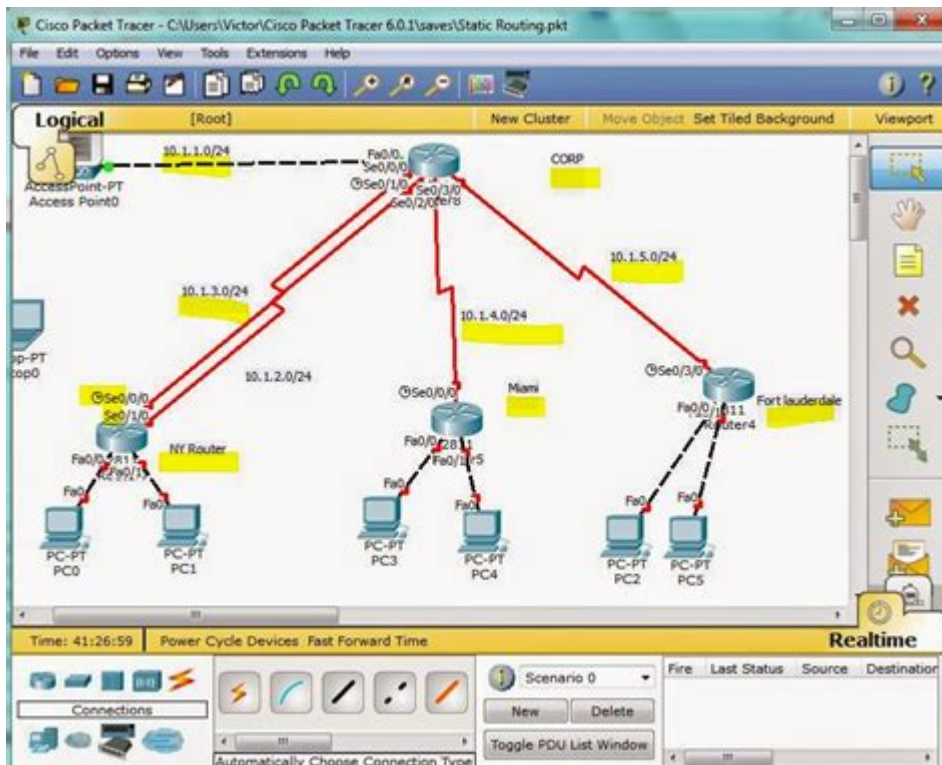 Cisco Packet Tracer - C:\Users\Victor\Cisco Packet Tracer 6.0.1\saves\Static Routing.pkt
File Edit Options View Tools Extensions Help
Logical [Root] New Cluster Move Object Set Tiled Background Viewport
10.1.1.0/24
Fa0/0
Se0/0/0
CORP
AccessPoint-PT
Access Point0
Se0/1/0
Se0/3/0
Se0/2/0
10.1.5.0/24
10.1.3.0/24
10.1.4.0/24
10.1.2.0/24
Se0/3/0
Se0/0/0
Se0/0/0
Miami
Se0/1/0
Fa0/0
Router4
Fort lauderdale
NY Router
Fa0/0
Fa0/1
Fa0/0
Fa0/1
Fa0
Fa0
Fa0
Fa0
Fa0
Fa0
PC-PT
PC0
PC-PT
PC1
PC-PT
PC3
PC-PT
PC4
PC-PT
PC2
PC-PT
PC5
Time: 41:26:59 Power Cycle Devices Fast Forward Time Realtime
Connections
Scenario 0
New Delete
Toggle PDU List Window
Fire Last Status Source Destination
Automatically Choose Connection Type